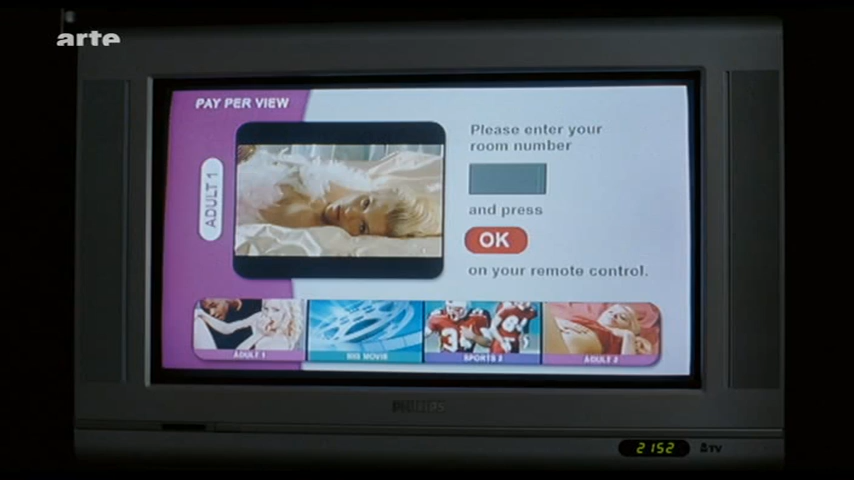 arte
PAY PER VIEW
Please enter your
room number
ADULT 1
and press
OK
on your remote control.
ADULT 1
BIG MOVIE
SPORTS 2
ADULT 2
PHILIPS
2152
TV